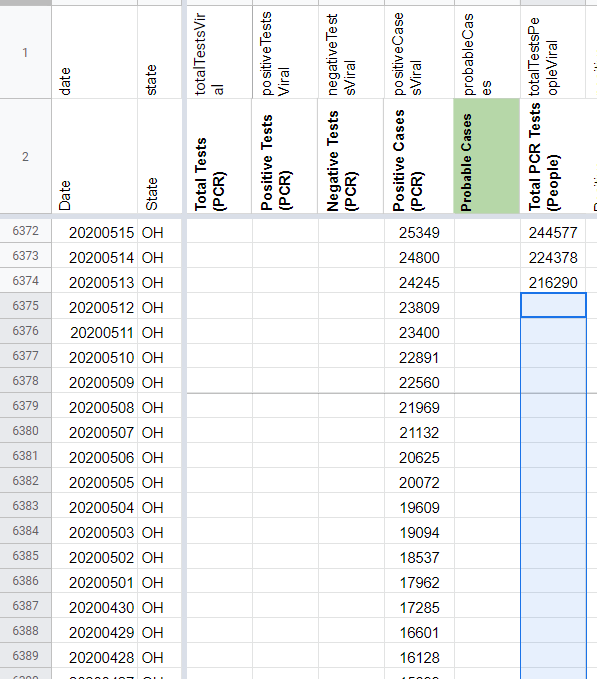 1 date state totalTestsViral positiveTestsViral negativeTestsViral positiveCasesViral probableCases totalTestsPeopleViral
2 Date State Total Tests (PCR) Positive Tests (PCR) Negative Tests (PCR) Positive Cases (PCR) Probable Cases Total PCR Tests (People)
6372 20200515 OH 25349 244577
6373 20200514 OH 24800 224378
6374 20200513 OH 24245 216290
6375 20200512 OH 23809
6376 20200511 OH 23400
6377 20200510 OH 22891
6378 20200509 OH 22560
6379 20200508 OH 21969
6380 20200507 OH 21132
6381 20200506 OH 20625
6382 20200505 OH 20072
6383 20200504 OH 19609
6384 20200503 OH 19094
6385 20200502 OH 18537
6386 20200501 OH 17962
6387 20200430 OH 17285
6388 20200429 OH 16601
6389 20200428 OH 16128